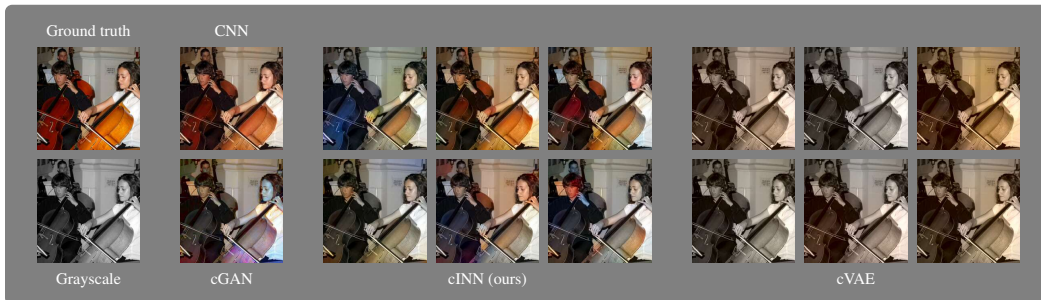 Ground truth
CNN
Grayscale
cGAN
cINN (ours)
cVAE